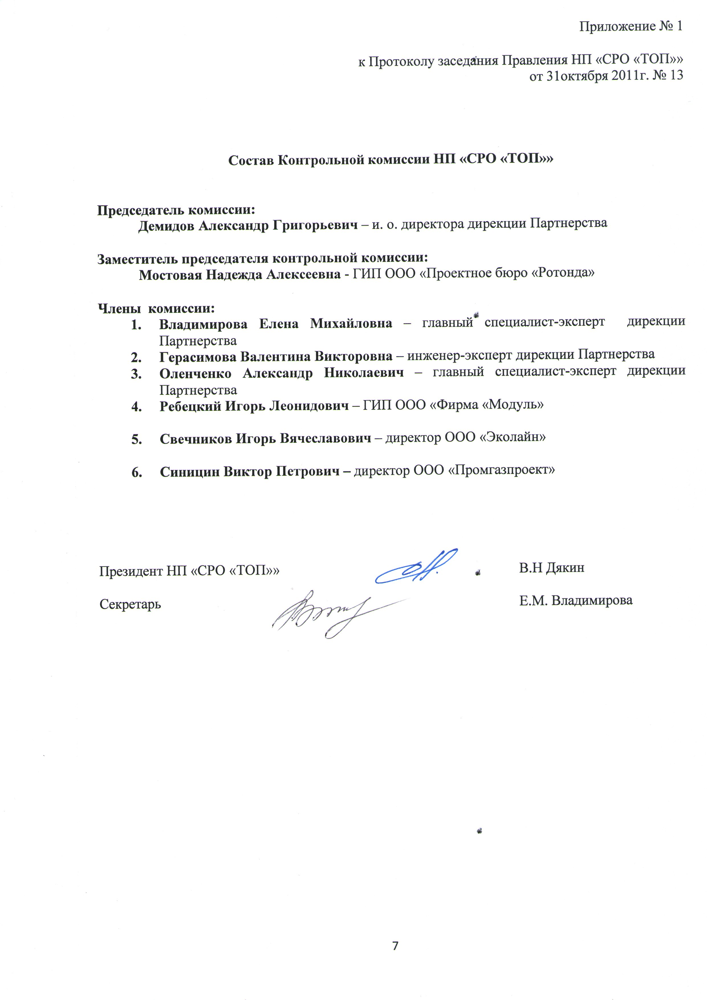 Приложение № 1
к Протоколу заседания Правления НП «СРО «ТОП»»
от 31октября 2011г. № 13
Состав Контрольной комиссии НП «СРО «ТОП»»
Председатель комиссии:
Демидов Александр Григорьевич – и. о. директора дирекции Партнерства
Заместитель председателя контрольной комиссии:
Мостовая Надежда Алексеевна - ГИП ООО «Проектное бюро «Ротонда»
Члены комиссии:
1. Владимирова Елена Михайловна – главный специалист-эксперт дирекции
Партнерства
2. Герасимова Валентина Викторовна – инженер-эксперт дирекции Партнерства
3. Оленченко Александр Николаевич – главный специалист-эксперт дирекции
Партнерства
4. Ребецкий Игорь Леонидович – ГИП ООО «Фирма «Модуль»
5. Свечников Игорь Вячеславович – директор ООО «Эколайн»
6. Синицин Виктор Петрович – директор ООО «Промгазпроект»
Президент НП «СРО «ТОП»» В.Н Дякин
Секретарь Е.М. Владимирова
7